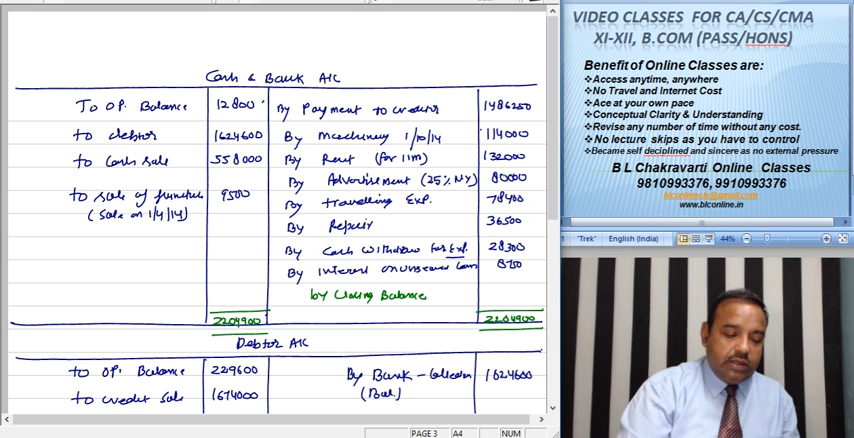 Cash & Bank A/C
To OP. Balance 12800 By Payment to creditor 1486250
to debtor 1624600 By Machinery 1/10/14 114000
to Cash sale 558000 By Rent (for 11m) 132000
By Advertisement (25% NY) 80000
to sale of furniture 9500 By travelling Exp. 78400
(sale on 1/4/14)
By Repair 36500
By Cash withdraw for Exp. 28300
By interest on unsecured loan 8750
by Closing Balance
2204900 2204900
Debtor A/C
to OP. Balance 229600 By Bank - Collection 1624600
to credit sale 1674000 (Bal.)
PAGE 3 A4 NUM
VIDEO CLASSES FOR CA/CS/CMA
XI-XII, B.COM (PASS/HONS)
Benefit of Online Classes are:
❖Access anytime, anywhere
❖No Travel and Internet Cost
❖Ace at your own pace
❖Conceptual Clarity & Understanding
❖Revise any number of time without any cost.
❖No lecture skips as you have to control
❖Became self deciplined and sincere as no external pressure
B L Chakravarti Online Classes
9810993376, 9910993376
www.blconline.in
1 "Trek" English (India) 44%